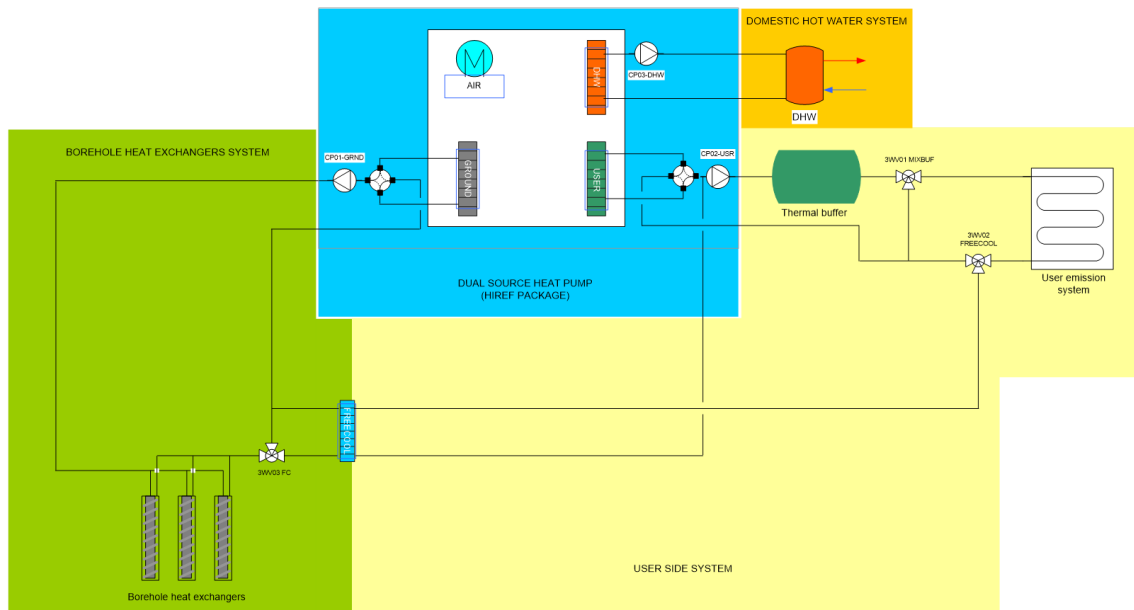 DOMESTIC HOT WATER SYSTEM
M
AIR
DHW
CP03-DHW
DHW
BOREHOLE HEAT EXCHANGERS SYSTEM
CP01-GRND
GROUND
USER
CP02-USR
Thermal buffer
3WV01 MIXBUF
3WV02
FREECOOL
User emission
system
DUAL SOURCE HEAT PUMP
(HIREF PACKAGE)
FREECOOL
3WV03 FC
Borehole heat exchangers
USER SIDE SYSTEM